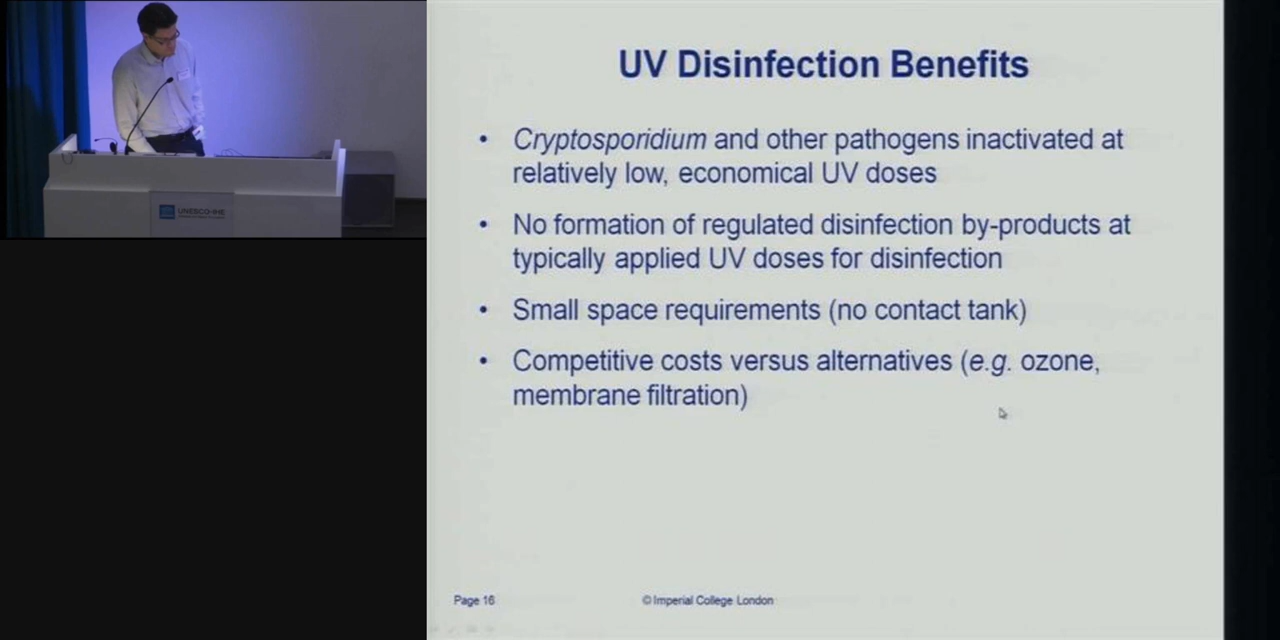 UV Disinfection Benefits
• Cryptosporidium and other pathogens inactivated at
relatively low, economical UV doses
• No formation of regulated disinfection by-products at
typically applied UV doses for disinfection
• Small space requirements (no contact tank)
• Competitive costs versus alternatives (e.g. ozone,
membrane filtration)
Page 16
© Imperial College London
UNESCO-IHE